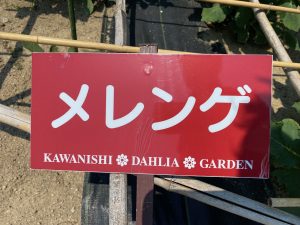 メレンゲ
KAWANISHI ❁ DAHLIA ❁ GARDEN